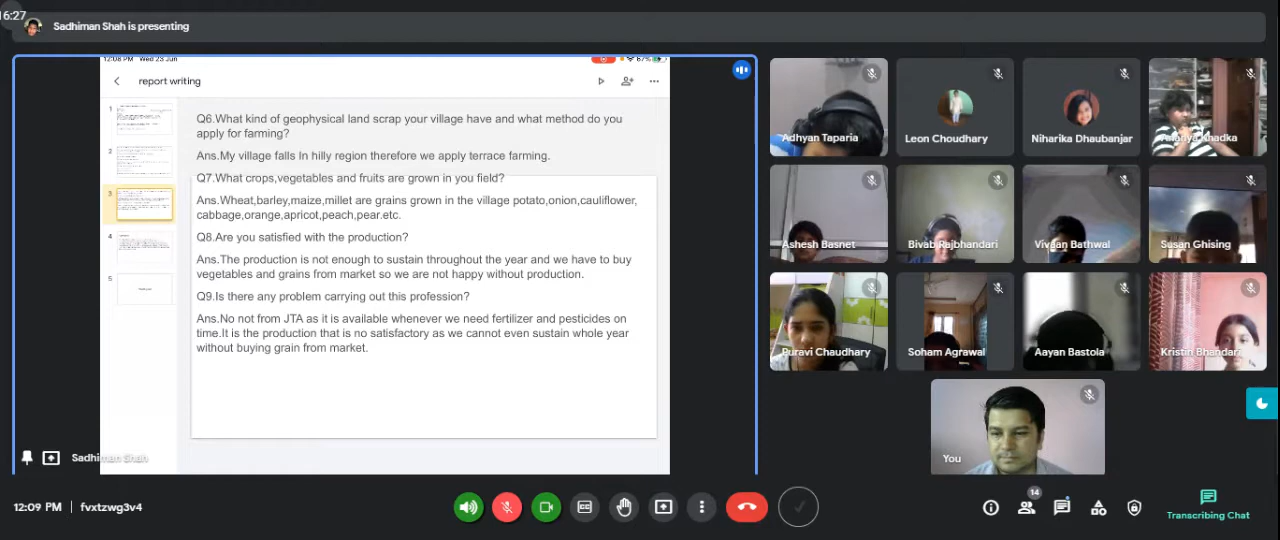 16:27
Sadhiman Shah is presenting
12:08 PM Wed 23 Jun
67%
report writing
1
2
3
4
5
Q6.What kind of geophysical land scrap your village have and what method do you
apply for farming?
Ans.My village falls In hilly region therefore we apply terrace farming.
Q7.What crops,vegetables and fruits are grown in you field?
Ans.Wheat,barley,maize,millet are grains grown in the village potato,onion,cauliflower,
cabbage,orange,apricot,peach,pear.etc.
Q8.Are you satisfied with the production?
Ans.The production is not enough to sustain throughout the year and we have to buy
vegetables and grains from market so we are not happy without production.
Q9.Is there any problem carrying out this profession?
Ans.No not from JTA as it is available whenever we need fertilizer and pesticides on
time.It is the production that is no satisfactory as we cannot even sustain whole year
without buying grain from market.
Sadhiman Shah
Adhyan Taparia
Leon Choudhary
Niharika Dhaubanjar
Khadka
Ashesh Basnet
Bivab Rajbhandari
Vivaan Bathwal
Susan Ghising
Puravi Chaudhary
Soham Agrawal
Aayan Bastola
Kristin Bhandari
You
12:09 PM | fvxtzwg3v4
14
Transcribing Chat